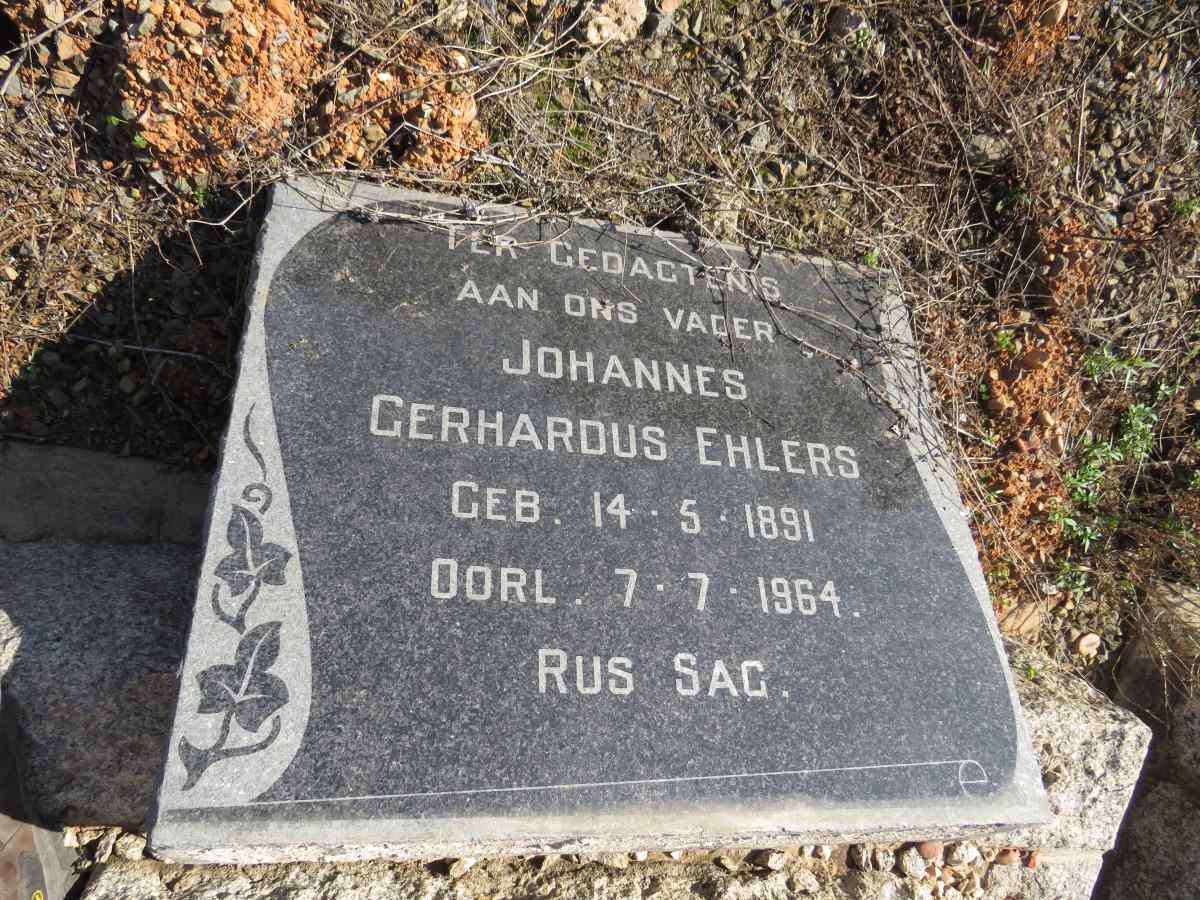 TER GEDAGTENIS
AAN ONS VADER
JOHANNES
GERHARDUS EHLERS
GEB. 14·5·1891
OORL. 7·7·1964.
RUS SAG.